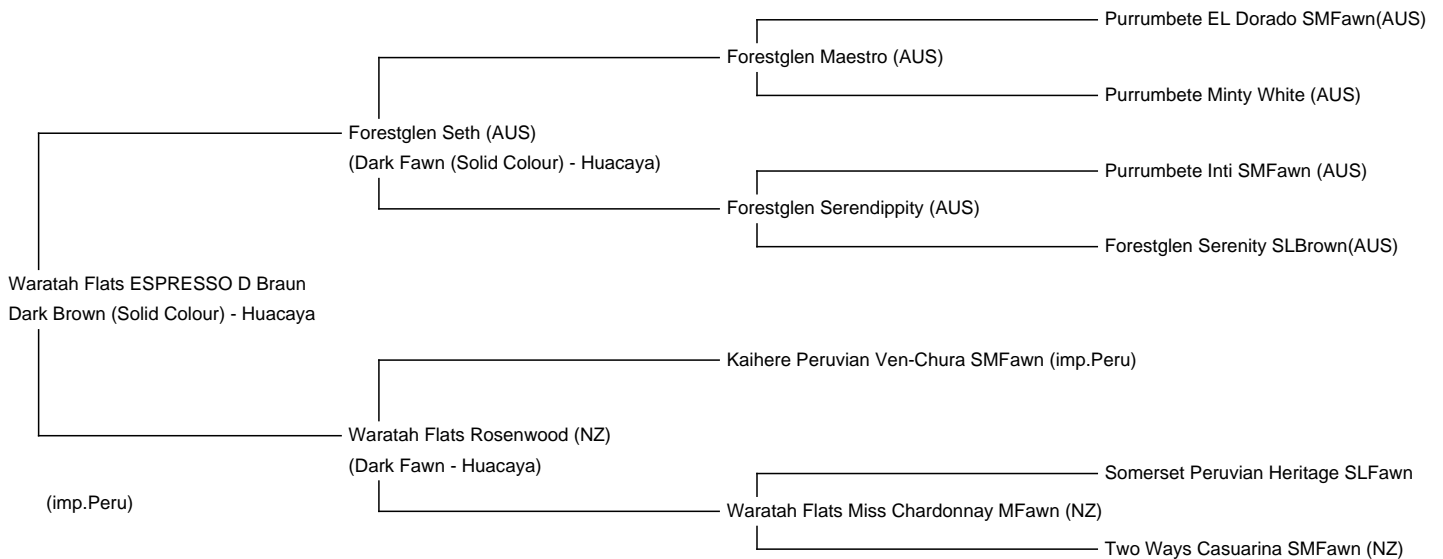 Purrumbete EL Dorado SMFawn(AUS)
Forestglen Maestro (AUS)
Purrumbete Minty White (AUS)
Forestglen Seth (AUS)
(Dark Fawn (Solid Colour) - Huacaya)
Purrumbete Inti SMFawn (AUS)
Forestglen Serendippity (AUS)
Forestglen Serenity SLBrown(AUS)
Waratah Flats ESPRESSO D Braun
Dark Brown (Solid Colour) - Huacaya
Kaihere Peruvian Ven-Chura SMFawn (imp.Peru)
Waratah Flats Rosenwood (NZ)
(Dark Fawn - Huacaya)
Somerset Peruvian Heritage SLFawn
(imp.Peru)
Waratah Flats Miss Chardonnay MFawn (NZ)
Two Ways Casuarina SMFawn (NZ)